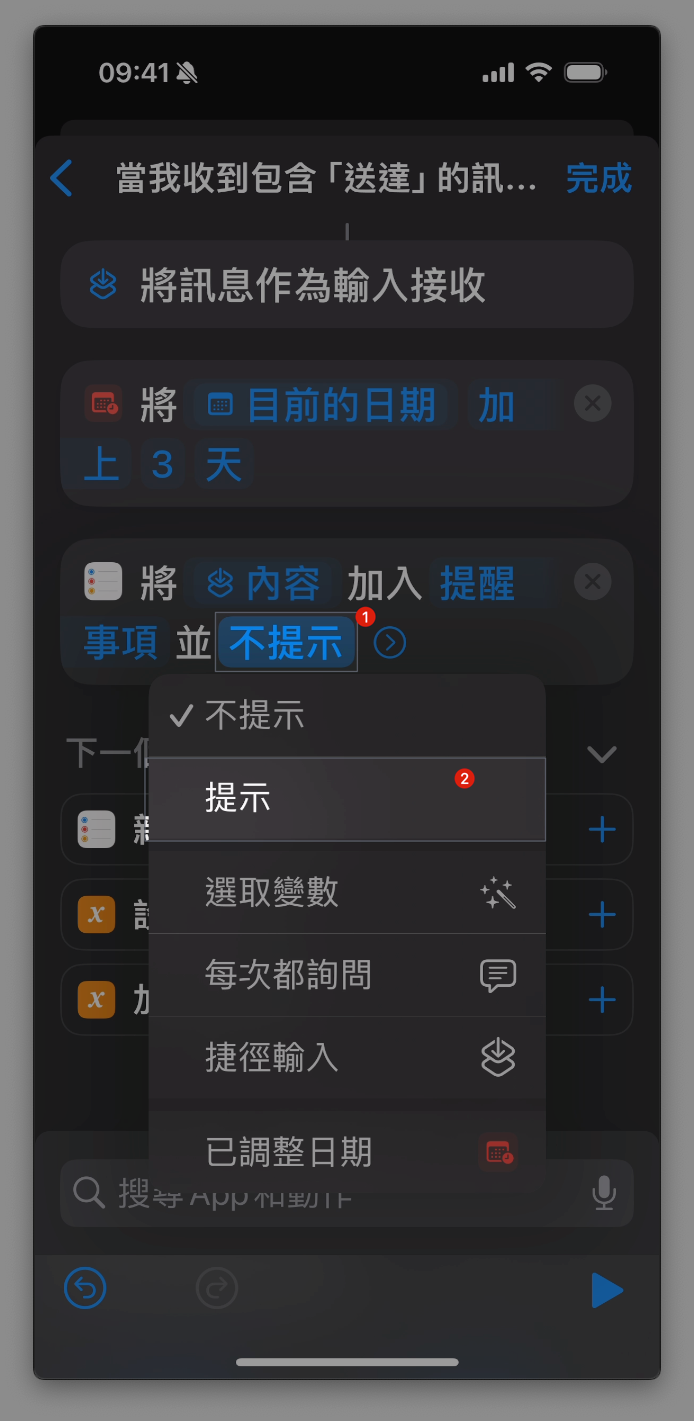 09:41
當我收到包含「送達」的訊...
完成
將訊息作為輸入接收
將 目前的日期 加
上 3 天
將 內容 加入 提醒
事項 並 不提示
1
不提示
下一
提示
2
選取變數
每次都詢問
捷徑輸入
已調整日期
搜尋 App 和動作